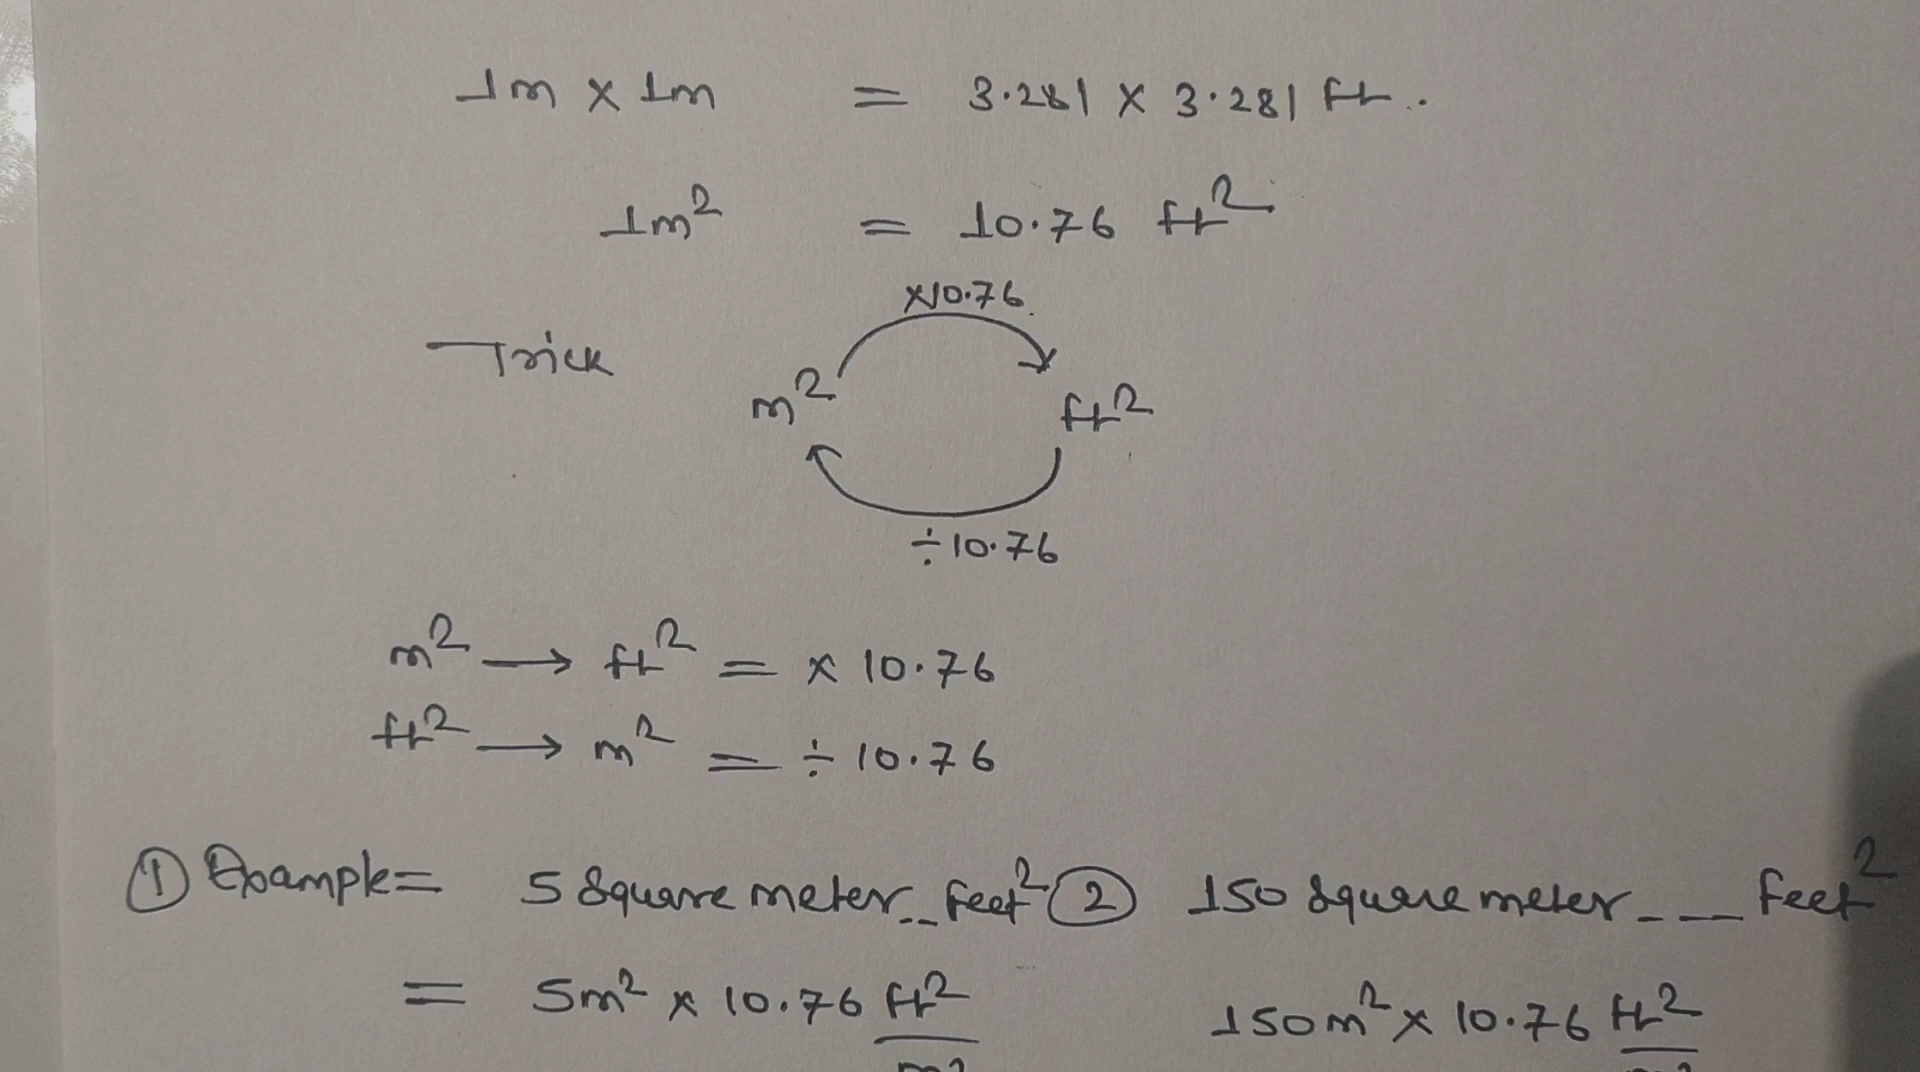 1m x 1m = 3.281 x 3.281 ft..
1m² = 10.76 ft²
x10.76
Trick m² ft²
÷10.76
m² → ft² = x 10.76
ft² → m² = ÷ 10.76
① Example = 5 Square meter _ _ feet² ② 150 square meter _ __ feet²
= 5m² x 10.76 ft² 150m² x 10.76 ft²
m² m²